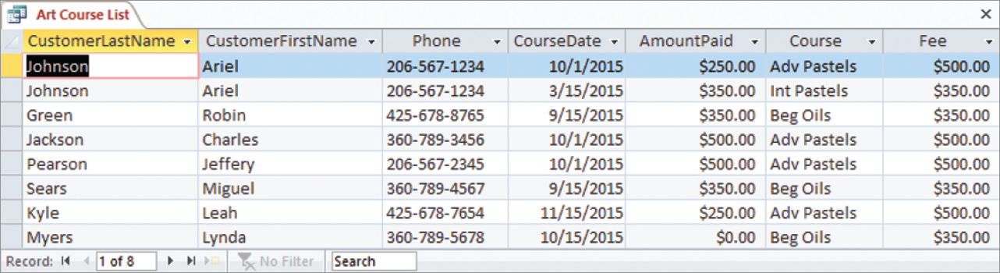 Art Course List
CustomerLastName CustomerFirstName Phone CourseDate AmountPaid Course Fee
Johnson Ariel 206-567-1234 10/1/2015 $250.00 Adv Pastels $500.00
Johnson Ariel 206-567-1234 3/15/2015 $350.00 Int Pastels $350.00
Green Robin 425-678-8765 9/15/2015 $350.00 Beg Oils $350.00
Jackson Charles 360-789-3456 10/1/2015 $500.00 Adv Pastels $500.00
Pearson Jeffery 206-567-2345 10/1/2015 $500.00 Adv Pastels $500.00
Sears Miguel 360-789-4567 9/15/2015 $350.00 Beg Oils $350.00
Kyle Leah 425-678-7654 11/15/2015 $250.00 Adv Pastels $500.00
Myers Lynda 360-789-5678 10/15/2015 $0.00 Beg Oils $350.00
Record: 1 of 8 No Filter Search